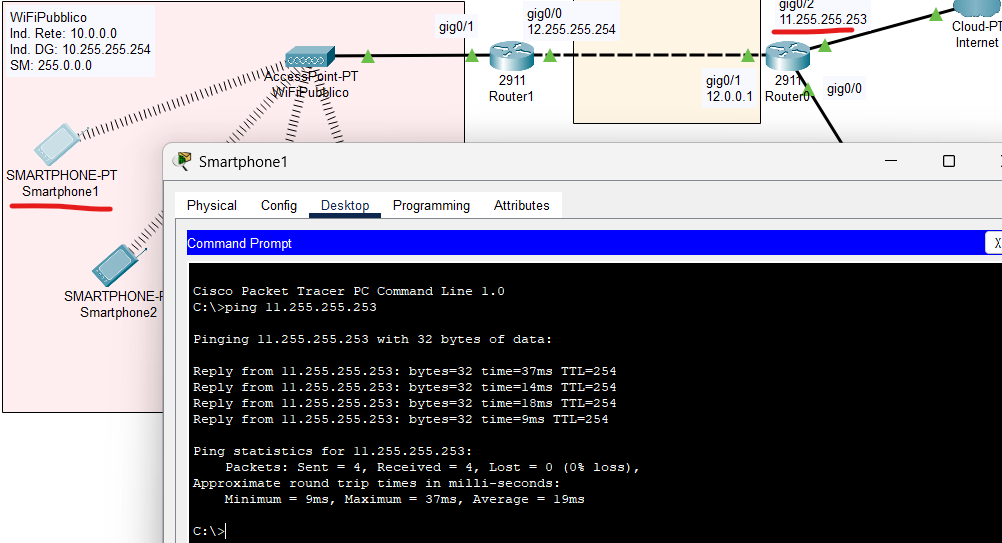 WiFiPubblico
Ind. Rete: 10.0.0.0
Ind. DG: 10.255.255.254
SM: 255.0.0.0
AccessPoint-PT
WiFiPubblico
gig0/1
gig0/0
12.255.255.254
2911
Router1
gig0/2
11.255.255.253
Cloud-PT
Internet
gig0/1
12.0.0.1
2911
Router0
gig0/0
SMARTPHONE-PT
Smartphone1
SMARTPHONE-P
Smartphone2
Smartphone1
Physical Config Desktop Programming Attributes
Command Prompt
X
Cisco Packet Tracer PC Command Line 1.0
C:\>ping 11.255.255.253
Pinging 11.255.255.253 with 32 bytes of data:
Reply from 11.255.255.253: bytes=32 time=37ms TTL=254
Reply from 11.255.255.253: bytes=32 time=14ms TTL=254
Reply from 11.255.255.253: bytes=32 time=18ms TTL=254
Reply from 11.255.255.253: bytes=32 time=9ms TTL=254
Ping statistics for 11.255.255.253:
Packets: Sent = 4, Received = 4, Lost = 0 (0% loss),
Approximate round trip times in milli-seconds:
Minimum = 9ms, Maximum = 37ms, Average = 19ms
C:\>